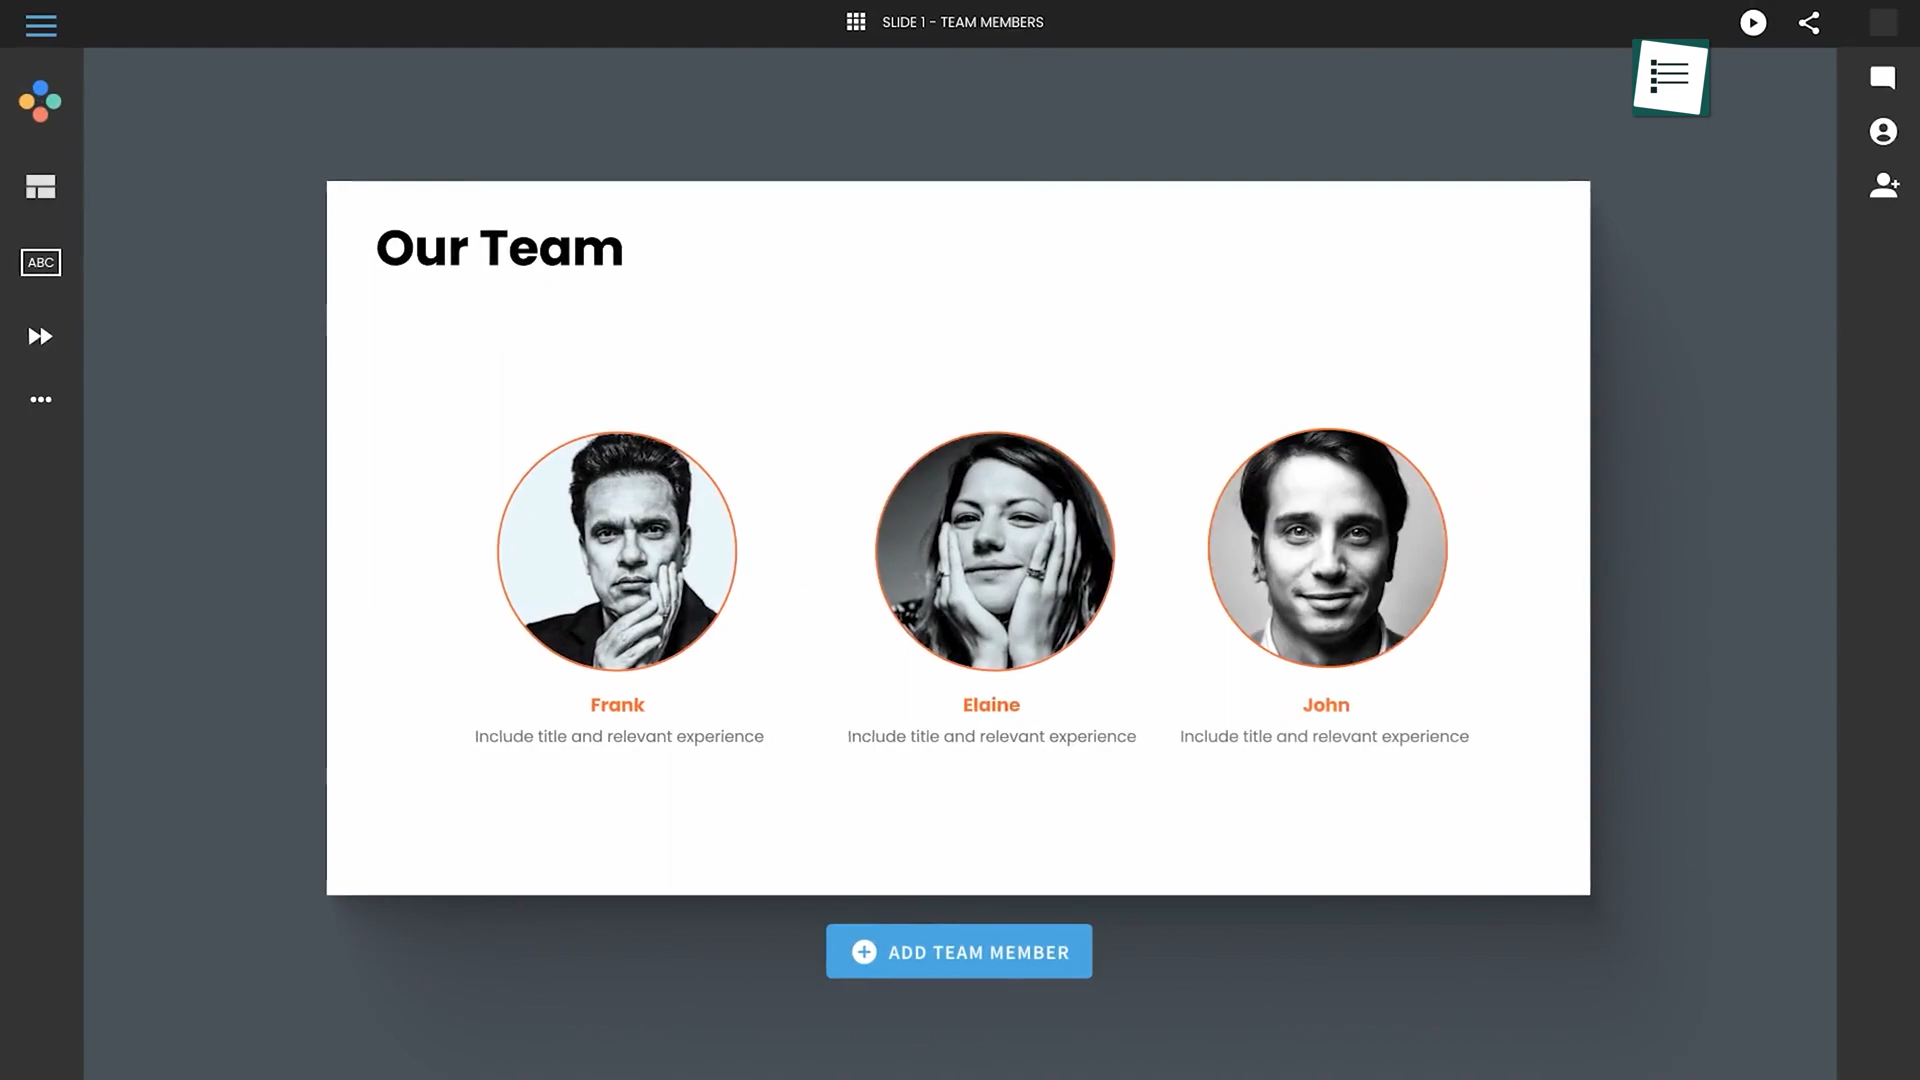 SLIDE 1 - TEAM MEMBERS
ABC
Our Team
Frank
Include title and relevant experience
Elaine
Include title and relevant experience
John
Include title and relevant experience
ADD TEAM MEMBER